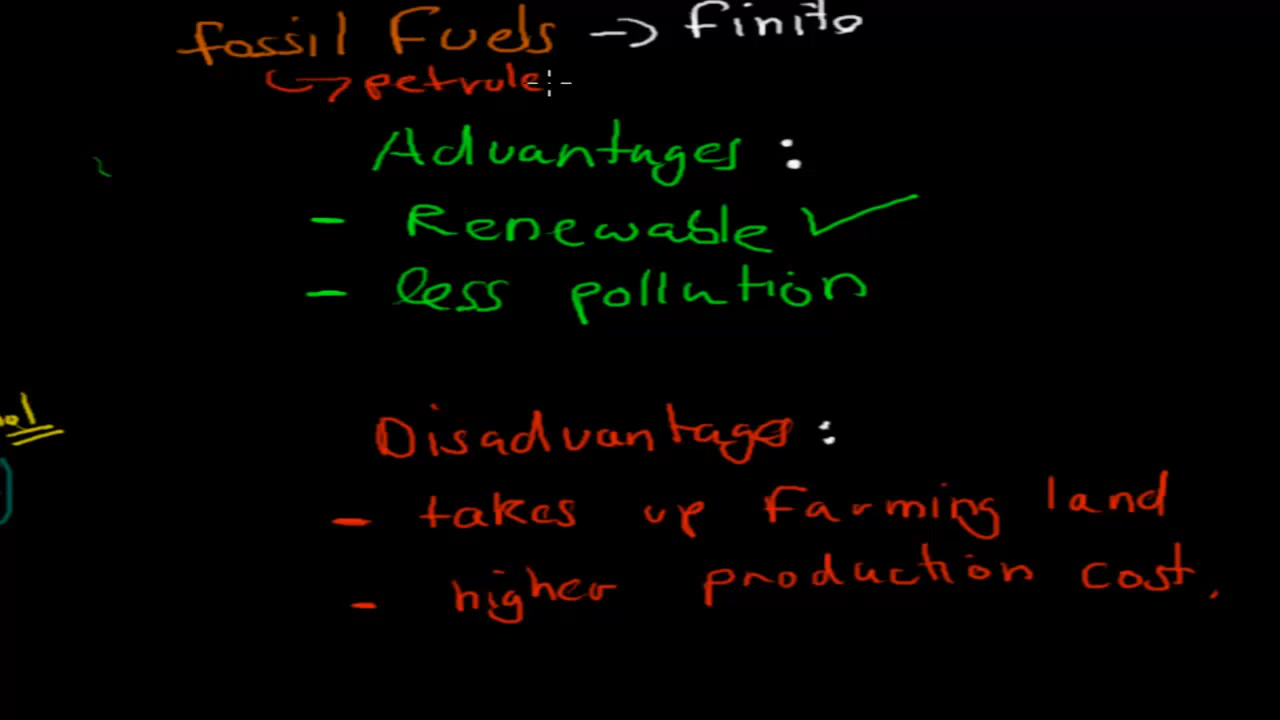 fossil Fuels → finite
↪ petrole
Advantages :
- Renewable ✓
- less pollution
Disadvantages :
- takes up farming land
- higher production cost.